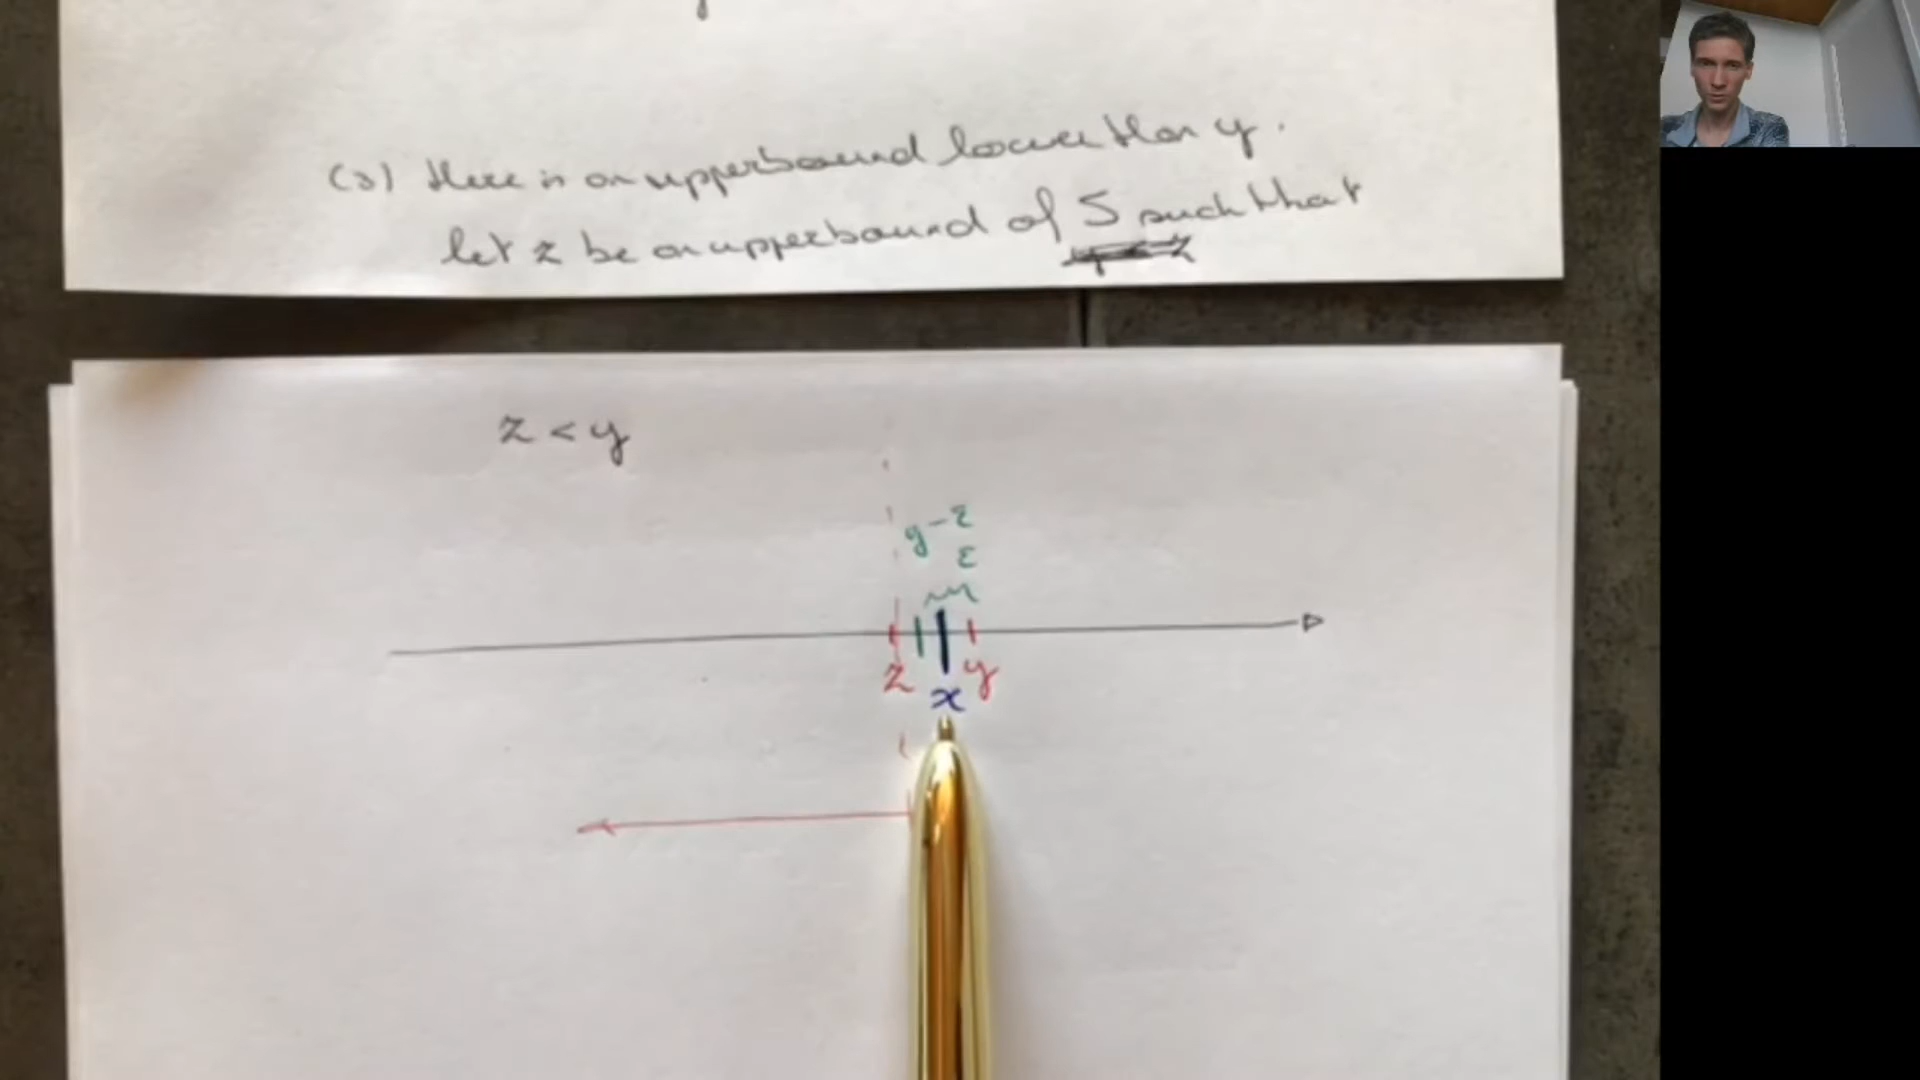 (3) there is an upperbound lower than y.
let z be an upperbound of S such that
z < y
y-ε
ε
z
y
x